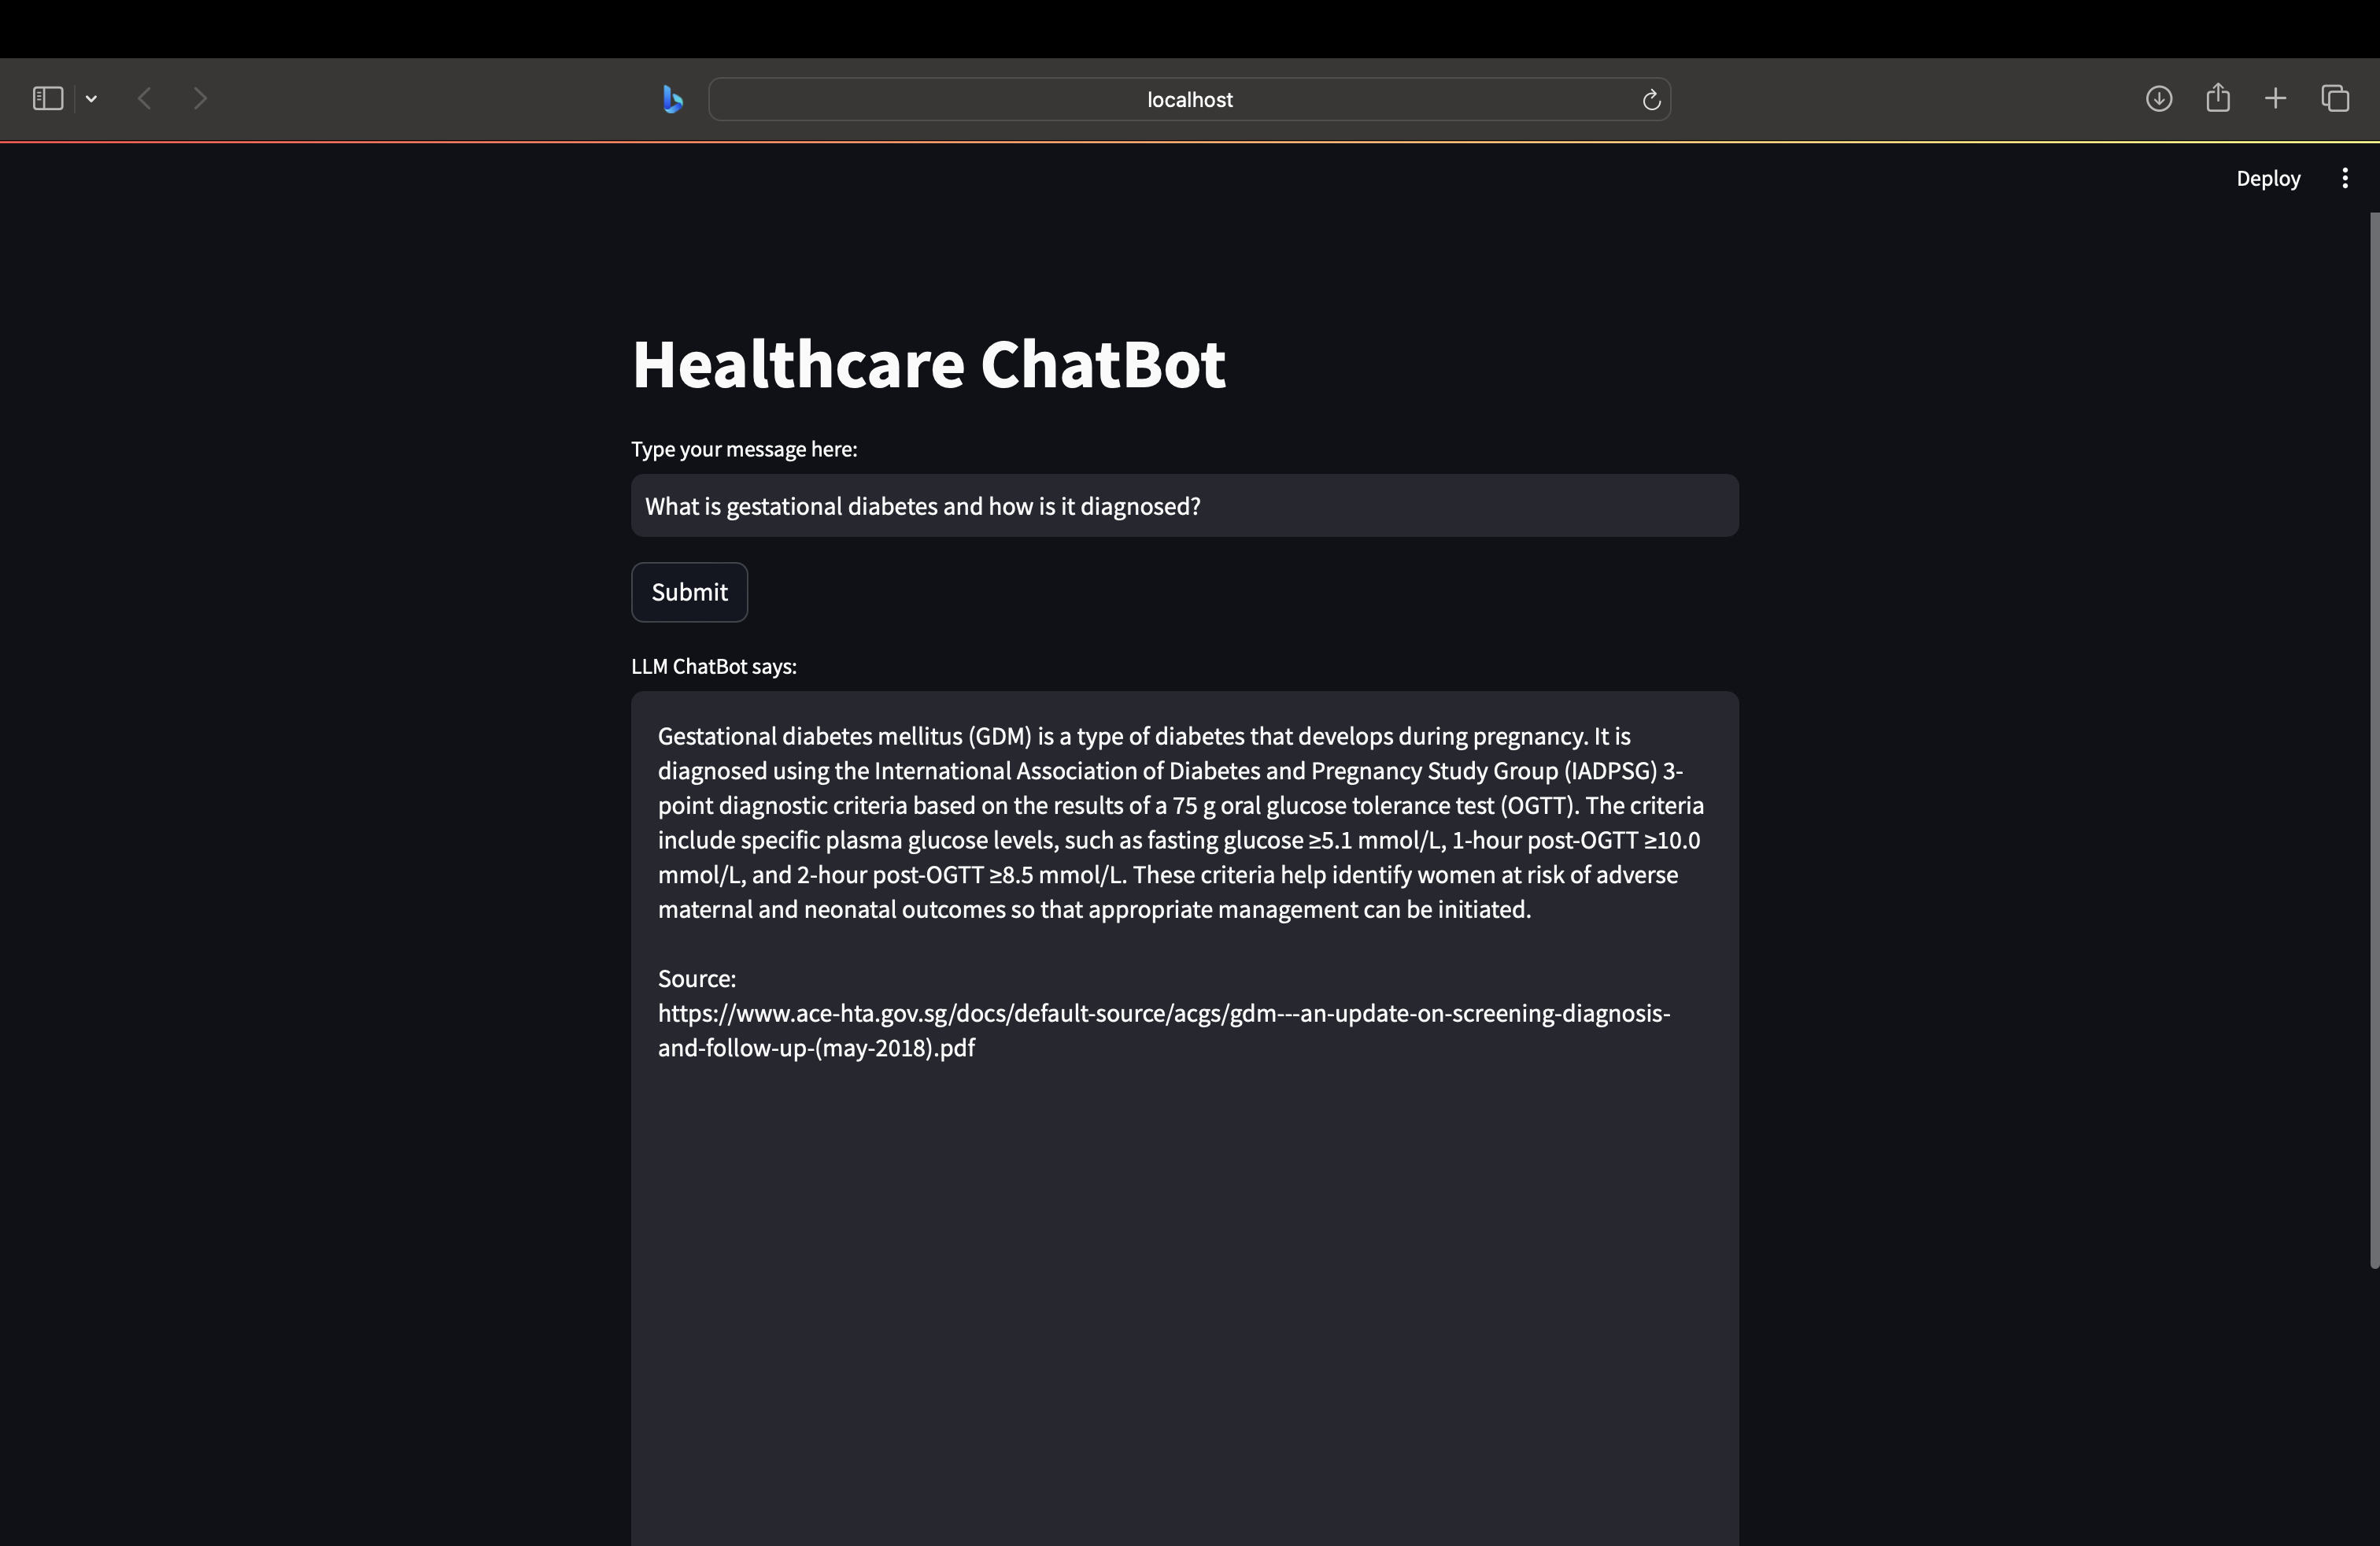 localhost
Deploy
Healthcare ChatBot
Type your message here:
What is gestational diabetes and how is it diagnosed?
Submit
LLM ChatBot says:
Gestational diabetes mellitus (GDM) is a type of diabetes that develops during pregnancy. It is
diagnosed using the International Association of Diabetes and Pregnancy Study Group (IADPSG) 3-
point diagnostic criteria based on the results of a 75 g oral glucose tolerance test (OGTT). The criteria
include specific plasma glucose levels, such as fasting glucose ≥5.1 mmol/L, 1-hour post-OGTT ≥10.0
mmol/L, and 2-hour post-OGTT ≥8.5 mmol/L. These criteria help identify women at risk of adverse
maternal and neonatal outcomes so that appropriate management can be initiated.
Source:
https://www.ace-hta.gov.sg/docs/default-source/acgs/gdm---an-update-on-screening-diagnosis-
and-follow-up-(may-2018).pdf